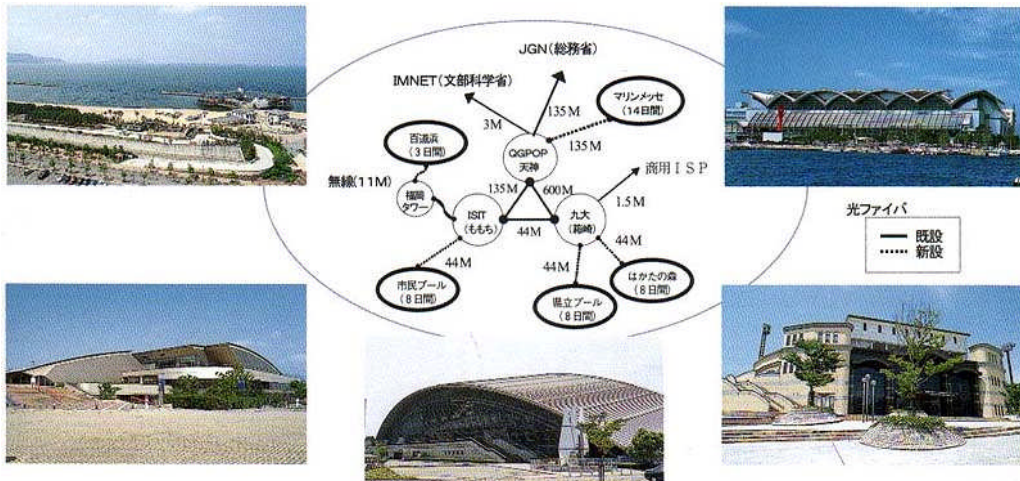 JGN(総務省)
IMNET(文部科学省)
マリンメッセ
(14日間)
135M
3M
135M
百道浜
(3日間)
QGPOP
天神
商用ISP
無線(11M)
福岡
タワー
135M
600M
1.5M
ISIT
(ももち)
九大
(箱崎)
44M
44M
44M
44M
市民プール
(8日間)
県立プール
(8日間)
はかたの森
(8日間)
光ファイバ
既設
新設